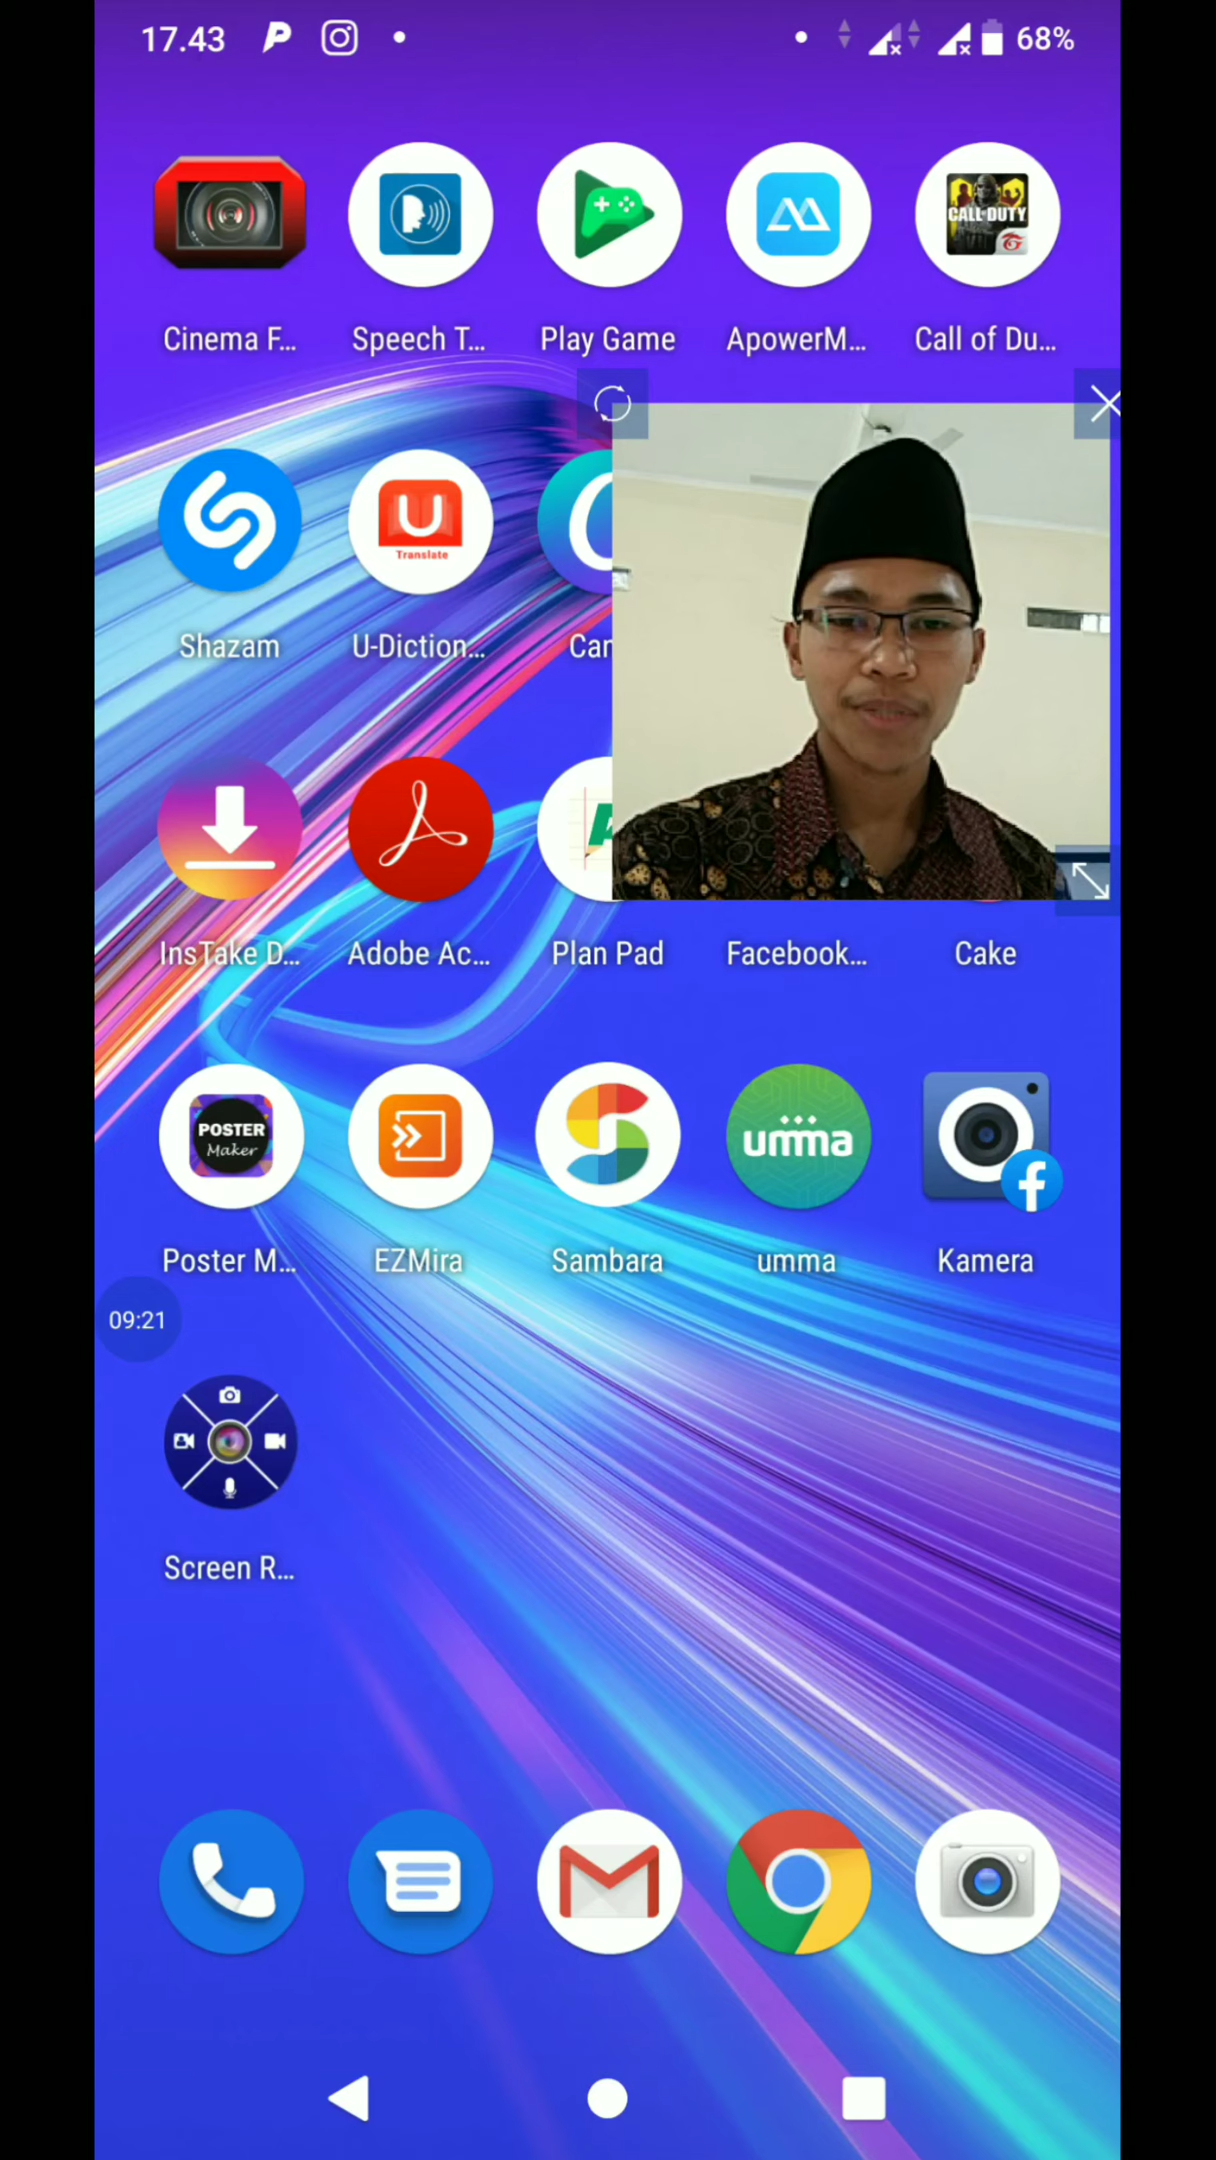 17.43 68%
CALL DUTY
Cinema F...
Speech T...
Play Game
ApowerM...
Call of Du...
U
Translate
Shazam
U-Diction...
Can
InsTake D...
Adobe Ac...
Plan Pad
Facebook...
Cake
POSTER
Maker
umma
Poster M...
EZMira
Sambara
umma
Kamera
09:21
Screen R...